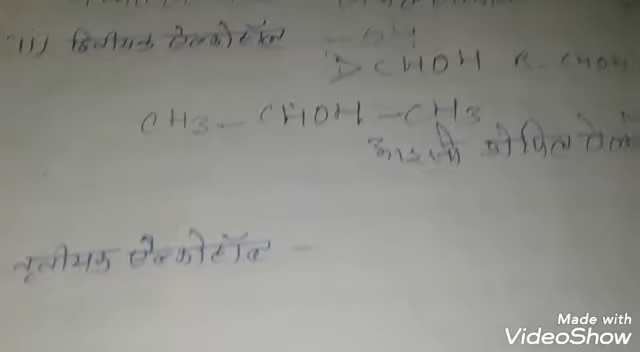 (ii) द्वितीयक ऐल्कोहॉल -OH
>CHOH R-CHOH
CH3-CHOH-CH3
आइसो प्रोपिल ऐल्को
तृतीयक ऐल्कोहॉल -
Made with
VideoShow